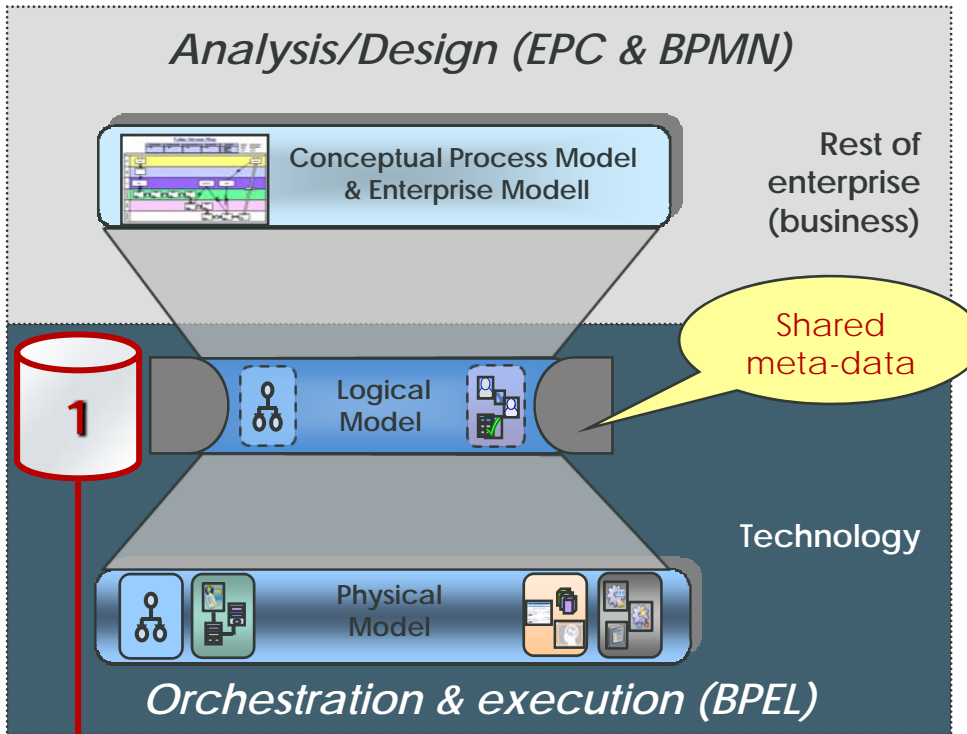 Analysis/Design (EPC & BPMN)
Conceptual Process Model
& Enterprise Modell
Rest of
enterprise
(business)
Shared
meta-data
1
Logical
Model
Technology
Physical
Model
Orchestration & execution (BPEL)